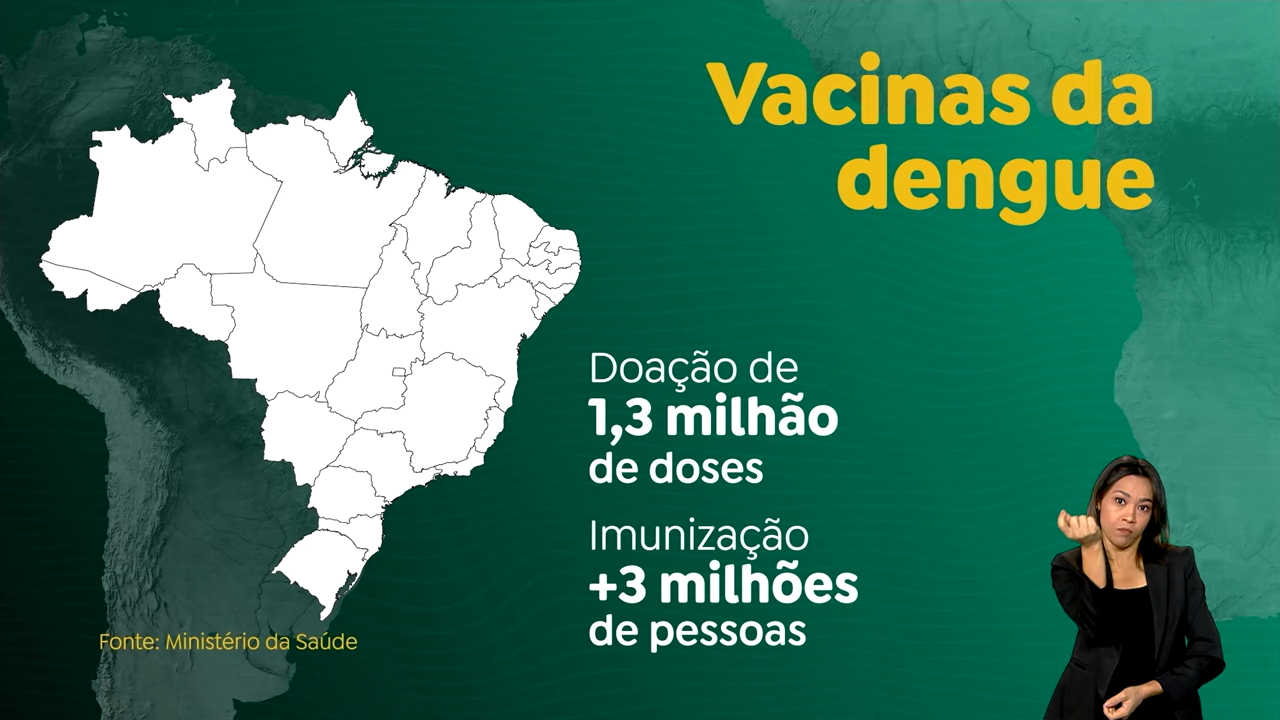 Vacinas da
dengue
Doação de
1,3 milhão
de doses
Imunização
+3 milhões
de pessoas
Fonte: Ministério da Saúde